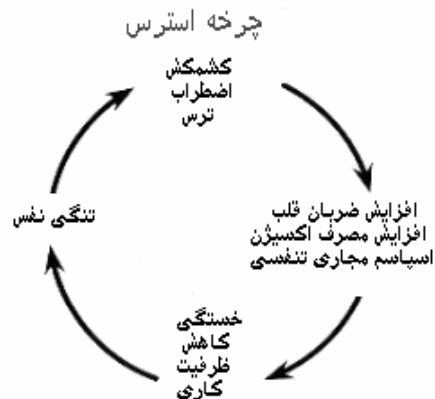 چرخه استرس
کشمکش
اضطراب
ترس
افزایش ضربان قلب
افزایش مصرف اکسیژن
اسپاسم مجاری تنفسی
خستگی
کاهش
ظرفیت
کاری
تنگی نفس